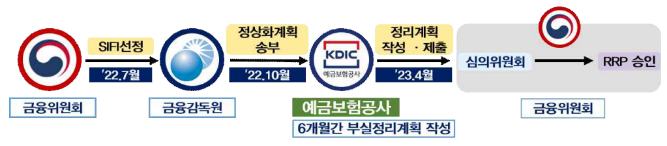 SIFI선정
'22.7월
금융위원회
정상화계획
송부
'22.10월
금융감독원
KDIC
예금보험공사
예금보험공사
6개월간 부실정리계획 작성
정리계획
작성 · 제출
'23.4월
심의위원회
RRP 승인
금융위원회